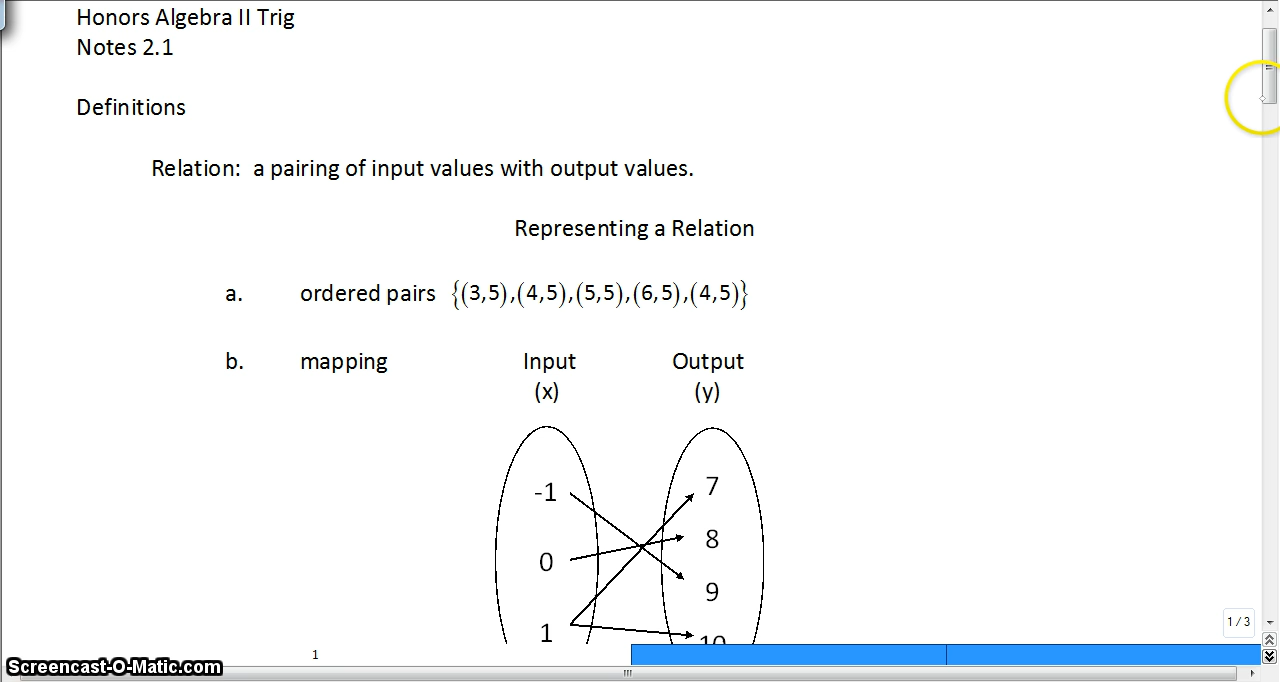 Honors Algebra II Trig
Notes 2.1
Definitions
Relation: a pairing of input values with output values.
Representing a Relation
a. ordered pairs {(3,5),(4,5),(5,5),(6,5),(4,5)}
b. mapping Input Output
(x) (y)
-1 7
0 8
9
1 10
1 / 3
1
Screencast-O-Matic.com